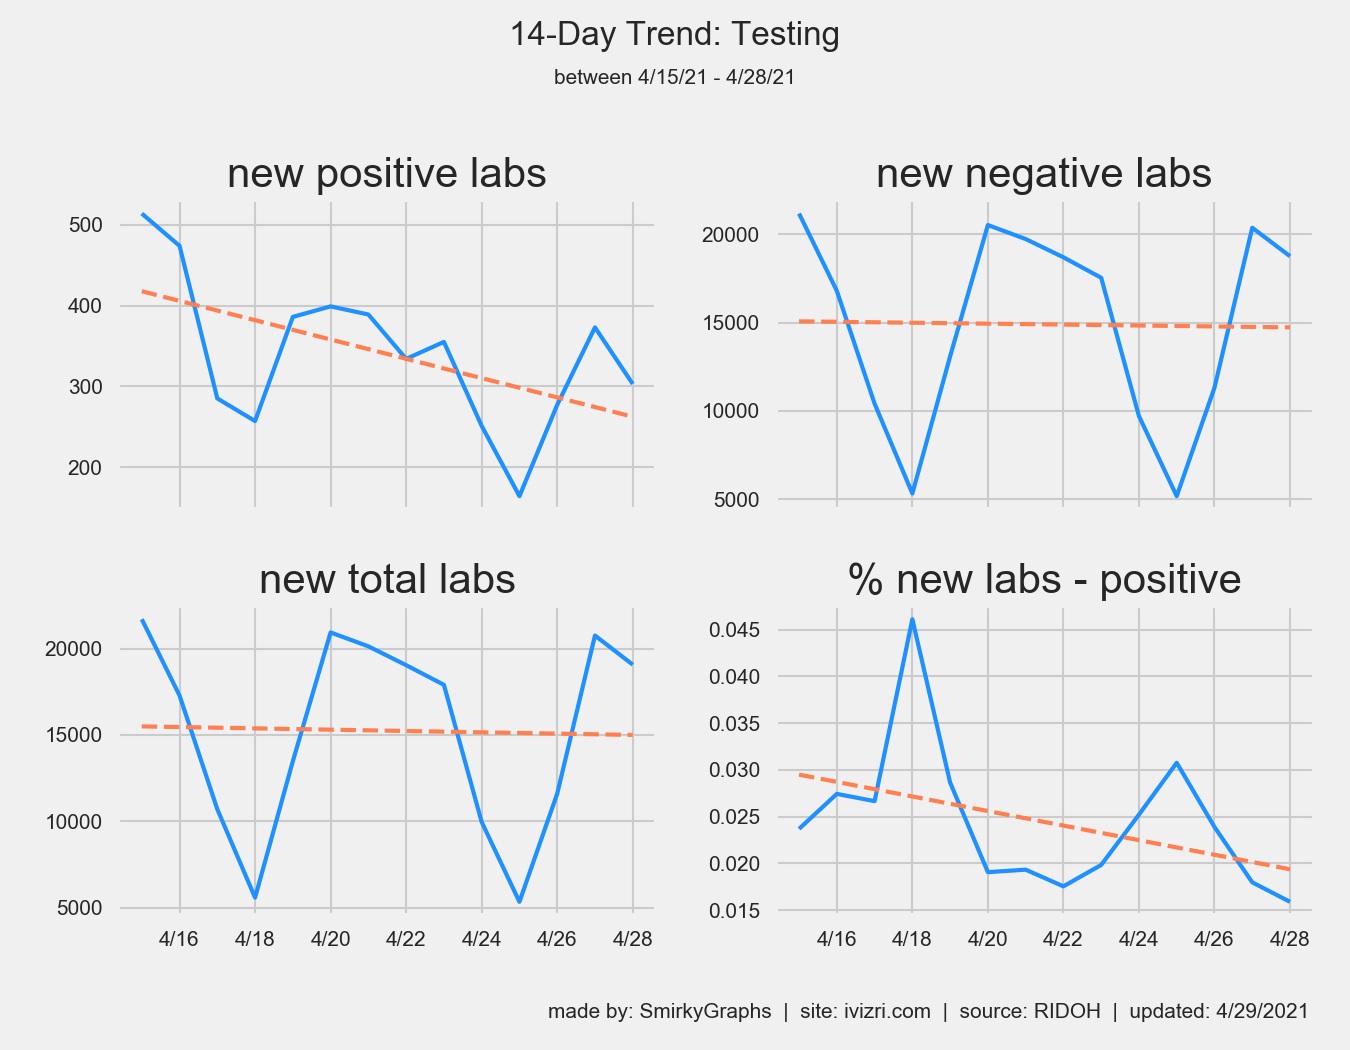 14-Day Trend: Testing
between 4/15/21 - 4/28/21
new positive labs
500
400
300
200
new negative labs
20000
15000
10000
5000
new total labs
20000
15000
10000
5000
4/16 4/18 4/20 4/22 4/24 4/26 4/28
% new labs - positive
0.045
0.040
0.035
0.030
0.025
0.020
0.015
4/16 4/18 4/20 4/22 4/24 4/26 4/28
made by: SmirkyGraphs | site: ivizri.com | source: RIDOH | updated: 4/29/2021